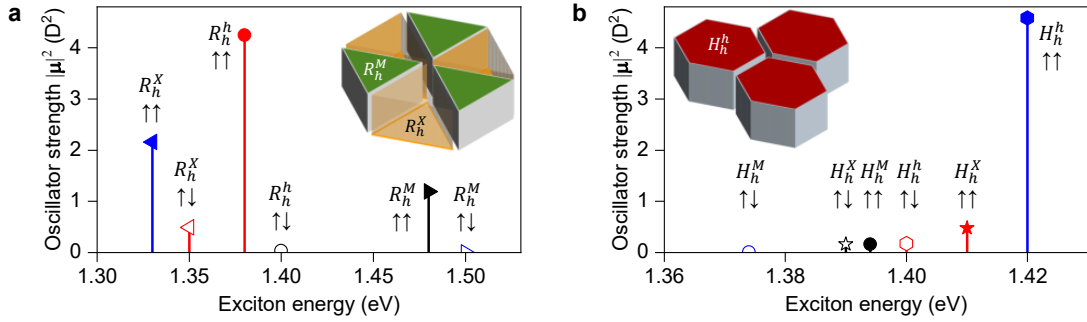 a
Oscillator strength |μ|² (D²)
4
3
2
1
0
1.30
1.35
1.40
1.45
1.50
Exciton energy (eV)
R_h^X
↑↑
R_h^X
↑↓
R_h^h
↑↑
R_h^h
↑↓
R_h^M
↑↑
R_h^M
↑↓
R_h^M
R_h^X
b
Oscillator strength |μ|² (D²)
4
3
2
1
0
1.36
1.38
1.40
1.42
Exciton energy (eV)
H_h^M
↑↓
H_h^X
↑↓
H_h^M
↑↑
H_h^h
↑↓
H_h^X
↑↑
H_h^h
↑↑
H_h^h